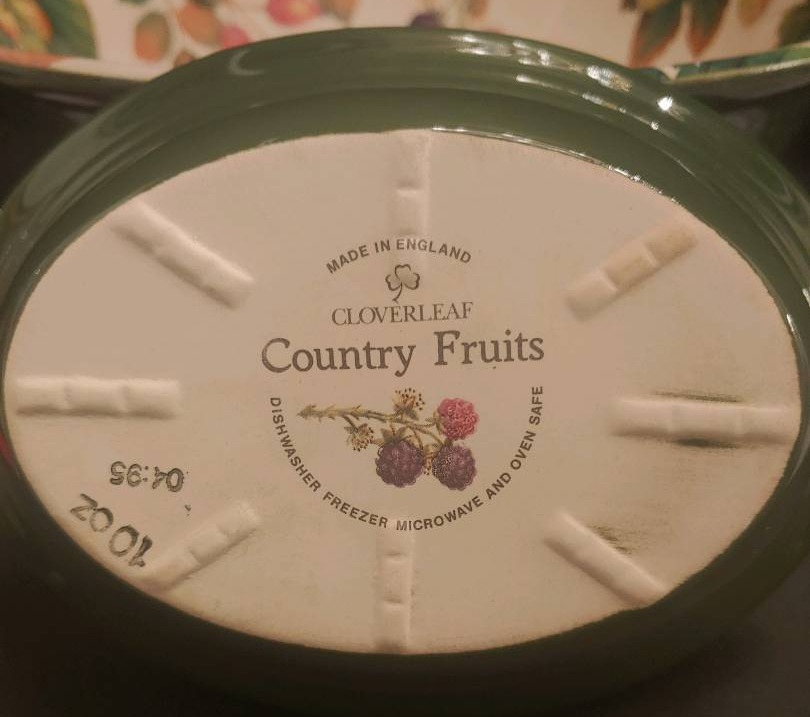 MADE IN ENGLAND
CLOVERLEAF
Country Fruits
DISHWASHER FREEZER MICROWAVE AND OVEN SAFE
04:95
10 OZ